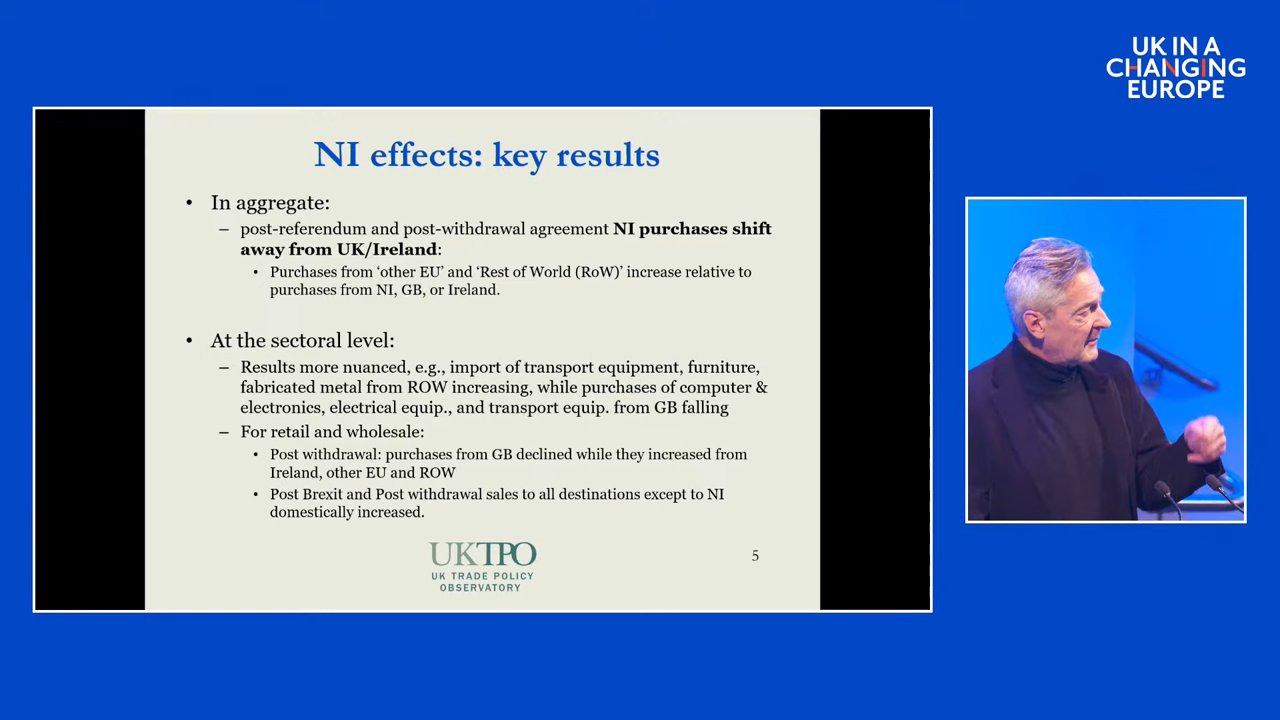 UK IN A
CHANGING
EUROPE
NI effects: key results
• In aggregate:
– post-referendum and post-withdrawal agreement NI purchases shift
away from UK/Ireland:
• Purchases from ‘other EU’ and ‘Rest of World (RoW)’ increase relative to
purchases from NI, GB, or Ireland.
• At the sectoral level:
– Results more nuanced, e.g., import of transport equipment, furniture,
fabricated metal from ROW increasing, while purchases of computer &
electronics, electrical equip., and transport equip. from GB falling
– For retail and wholesale:
• Post withdrawal: purchases from GB declined while they increased from
Ireland, other EU and ROW
• Post Brexit and Post withdrawal sales to all destinations except to NI
domestically increased.
UKTPO
UK TRADE POLICY
OBSERVATORY
5